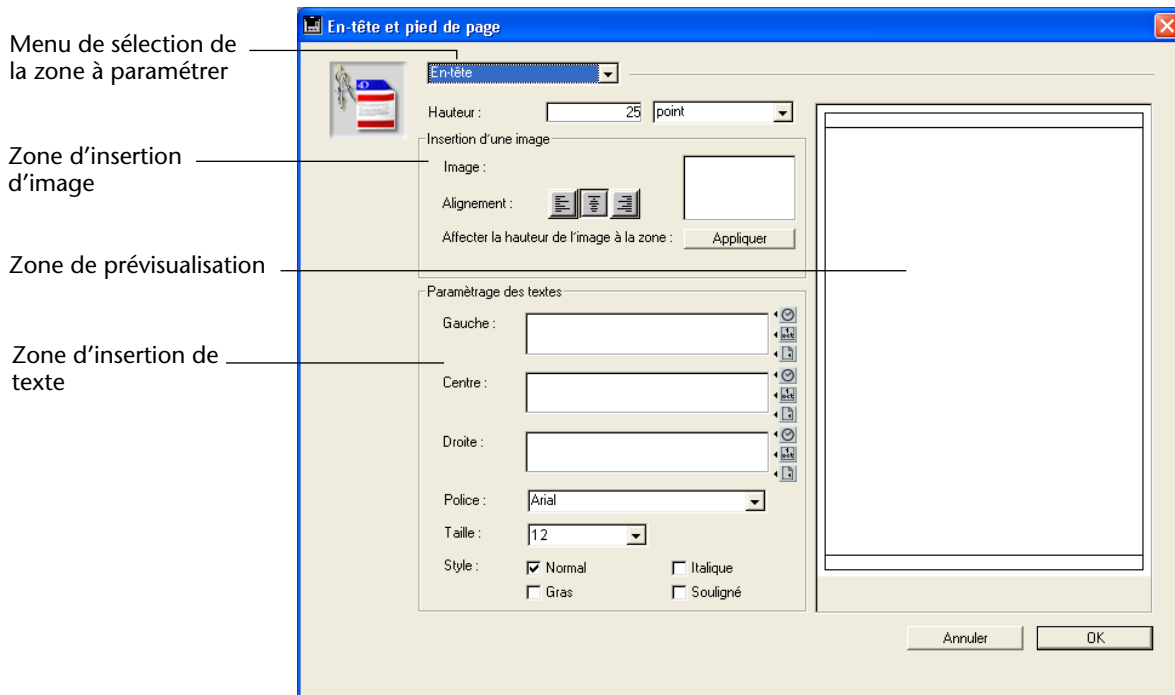 En-tête et pied de page
Menu de sélection de
la zone à paramétrer
En-tête
Hauteur :
25
point
Insertion d'une image
Zone d'insertion
d'image
Image :
Alignement :
Affecter la hauteur de l'image à la zone :
Appliquer
Zone de prévisualisation
Paramètrage des textes
Gauche :
Zone d'insertion de
texte
Centre :
Droite :
Police :
Arial
Taille :
12
Style :
Normal
Italique
Gras
Souligné
Annuler
OK